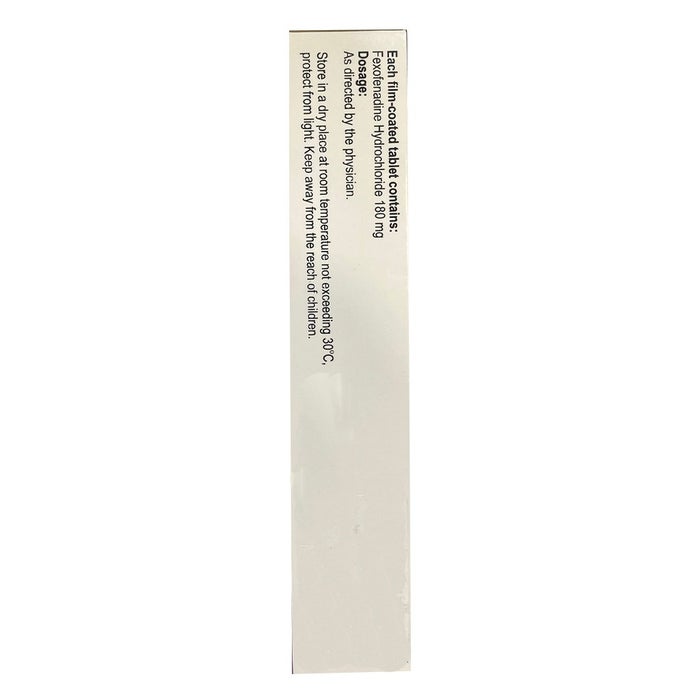 Each film-coated tablet contains:
Fexofenadine Hydrochloride 180 mg
Dosage:
As directed by the physician.
Store in a dry place at room temperature not exceeding 30°C,
protect from light. Keep away from the reach of children.